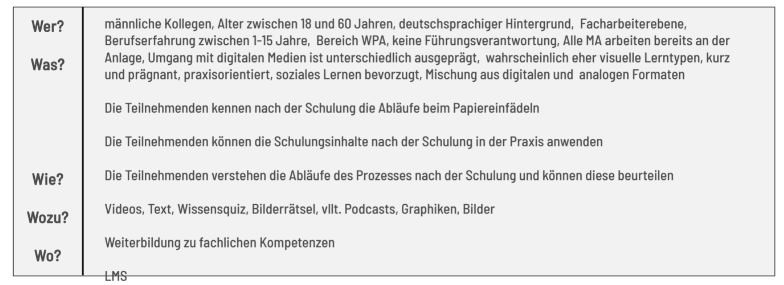 Wer?
männliche Kollegen, Alter zwischen 18 und 60 Jahren, deutschsprachiger Hintergrund, Facharbeiterebene,
Berufserfahrung zwischen 1-15 Jahre, Bereich WPA, keine Führungsverantwortung, Alle MA arbeiten bereits an der
Anlage, Umgang mit digitalen Medien ist unterschiedlich ausgeprägt, wahrscheinlich eher visuelle Lerntypen, kurz
und prägnant, praxisorientiert, soziales Lernen bevorzugt, Mischung aus digitalen und analogen Formaten
Was?
Die Teilnehmenden kennen nach der Schulung die Abläufe beim Papiereinfädeln
Die Teilnehmenden können die Schulungsinhalte nach der Schulung in der Praxis anwenden
Die Teilnehmenden verstehen die Abläufe des Prozesses nach der Schulung und können diese beurteilen
Wie?
Videos, Text, Wissensquiz, Bilderrätsel, vllt. Podcasts, Graphiken, Bilder
Wozu?
Weiterbildung zu fachlichen Kompetenzen
Wo?
LMS